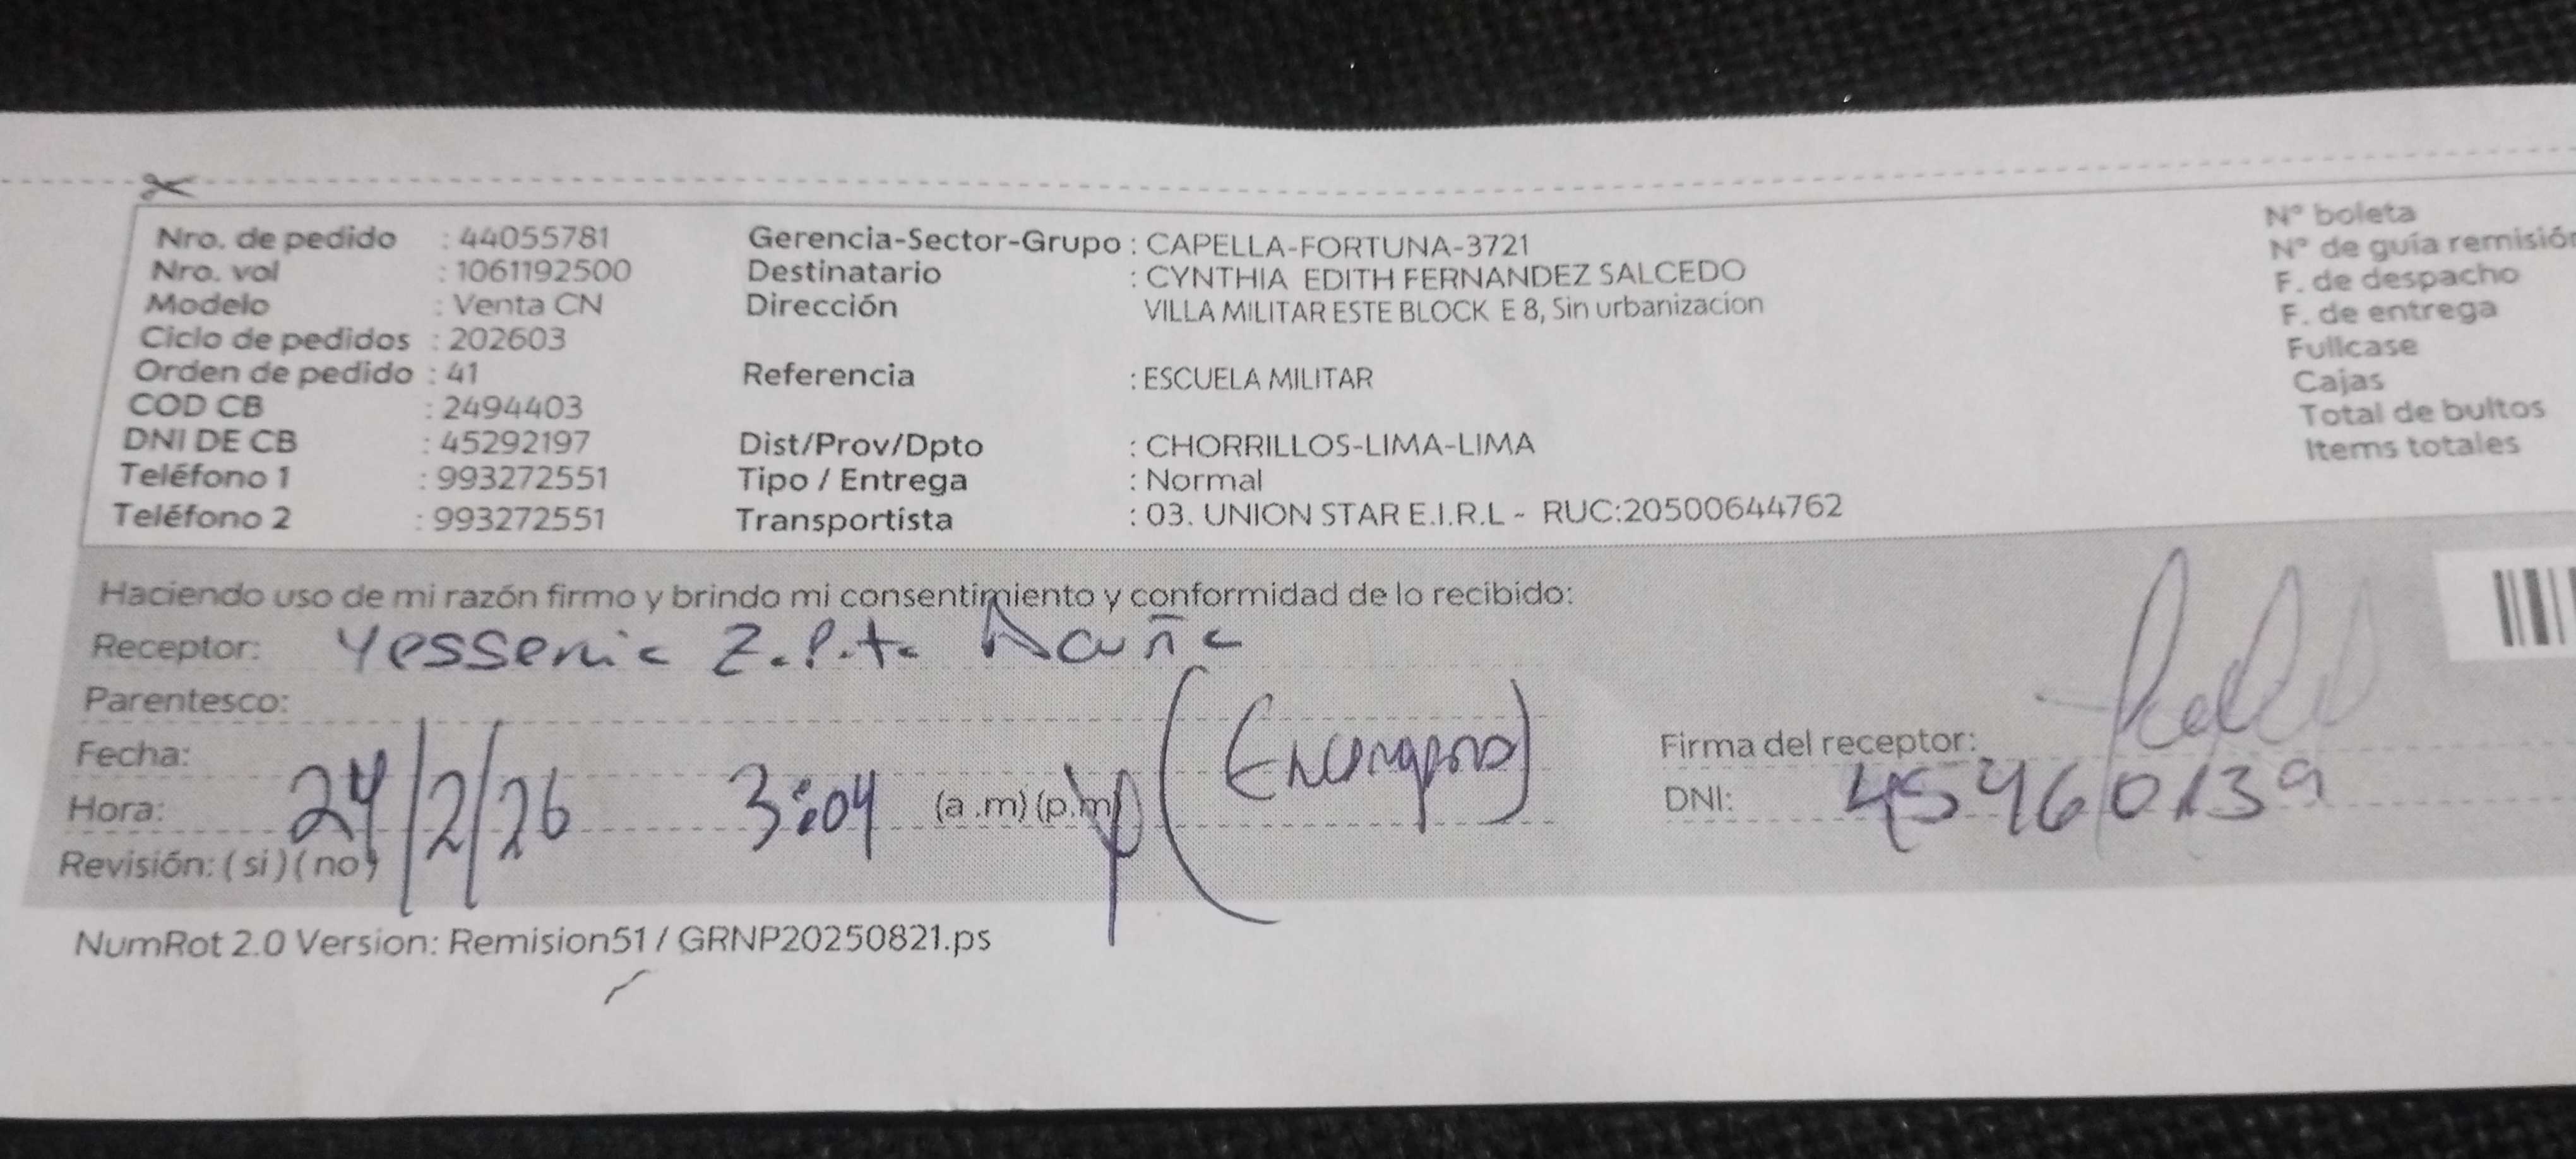 Nro. de pedido : 44055781
Nro. vol : 1061192500
Modelo : Venta CN
Ciclo de pedidos : 202603
Orden de pedido : 41
COD CB : 2494403
DNI DE CB : 45292197
Teléfono 1 : 993272551
Teléfono 2 : 993272551
Gerencia-Sector-Grupo : CAPELLA-FORTUNA-3721
Destinatario : CYNTHIA EDITH FERNANDEZ SALCEDO
Dirección VILLA MILITAR ESTE BLOCK E 8, Sin urbanizacion
Referencia : ESCUELA MILITAR
Dist/Prov/Dpto : CHORRILLOS-LIMA-LIMA
Tipo / Entrega : Normal
Transportista : 03. UNION STAR E.I.R.L - RUC:20500644762
N° boleta
N° de guía remisión
F. de despacho
F. de entrega
Fullcase
Cajas
Total de bultos
Items totales
Haciendo uso de mi razón firmo y brindo mi consentimiento y conformidad de lo recibido:
Receptor: Yessenia Zapata Acuña
Parentesco:
Fecha:
Hora: 24/2/26 3:04 (a.m) (p.m)
Revisión: (si) (no)
Firma del receptor:
DNI: 45460139
NumRot 2.0 Version: Remision51 / GRNP20250821.ps